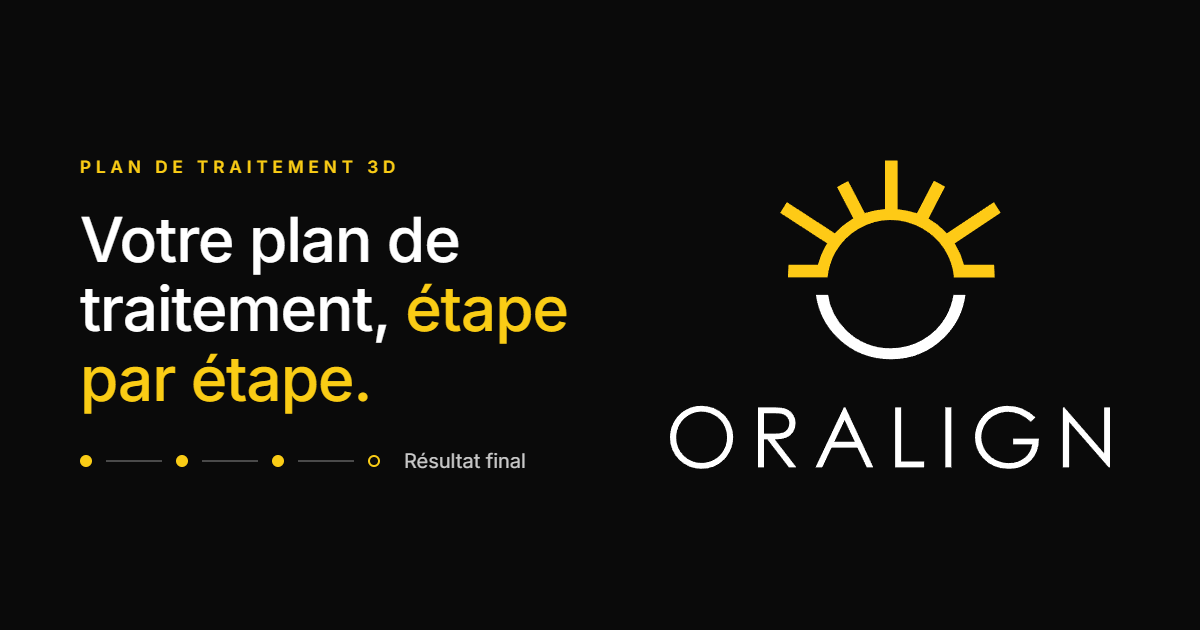 PLAN DE TRAITEMENT 3D
Votre plan de
traitement, étape
par étape.
Résultat final
ORALIGN